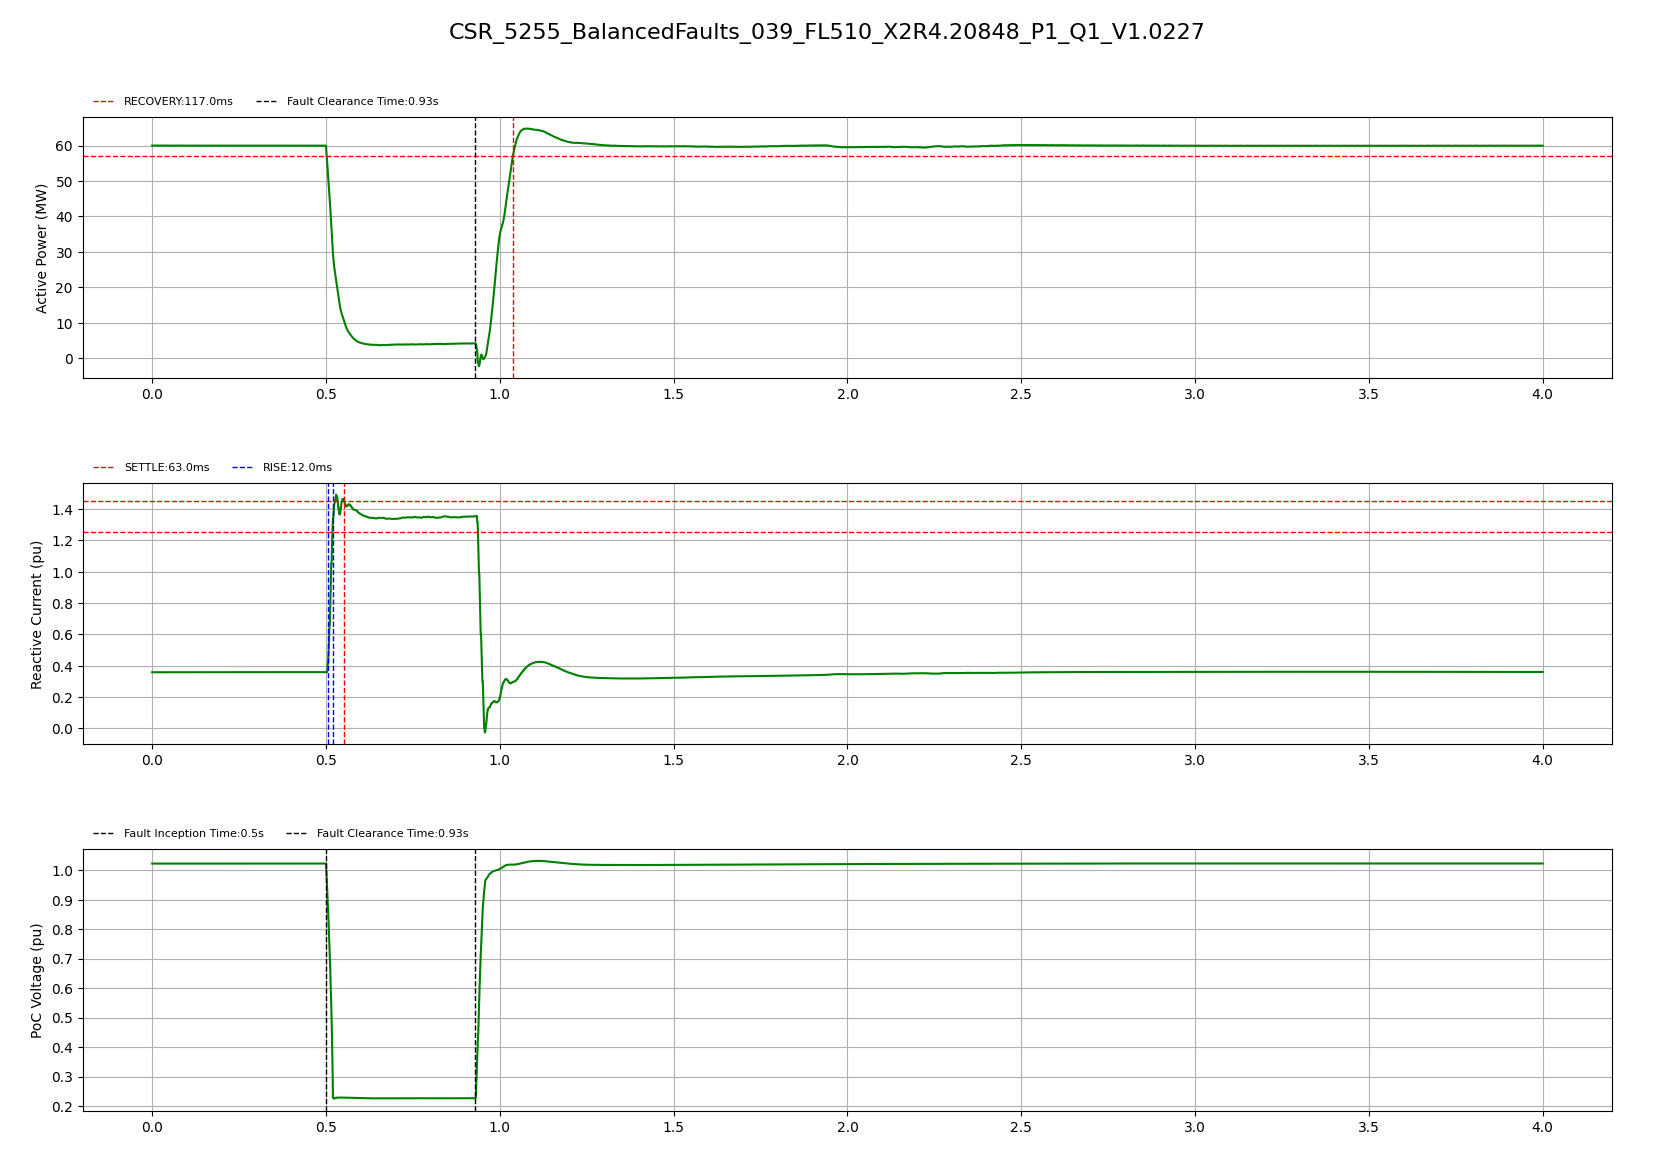 CSR_5255_BalancedFaults_039_FL510_X2R4.20848_P1_Q1_V1.0227
RECOVERY:117.0ms Fault Clearance Time:0.93s
60
50
40
30
20
10
0
Active Power (MW)
0.0 0.5 1.0 1.5 2.0 2.5 3.0 3.5 4.0
SETTLE:63.0ms RISE:12.0ms
1.4
1.2
1.0
0.8
0.6
0.4
0.2
0.0
Reactive Current (pu)
0.0 0.5 1.0 1.5 2.0 2.5 3.0 3.5 4.0
Fault Inception Time:0.5s Fault Clearance Time:0.93s
1.0
0.9
0.8
0.7
0.6
0.5
0.4
0.3
0.2
PoC Voltage (pu)
0.0 0.5 1.0 1.5 2.0 2.5 3.0 3.5 4.0